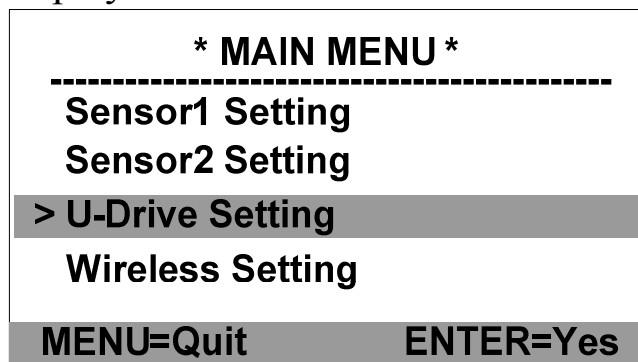 * MAIN MENU *
Sensor1 Setting
Sensor2 Setting
> U-Drive Setting
Wireless Setting
MENU=Quit ENTER=Yes